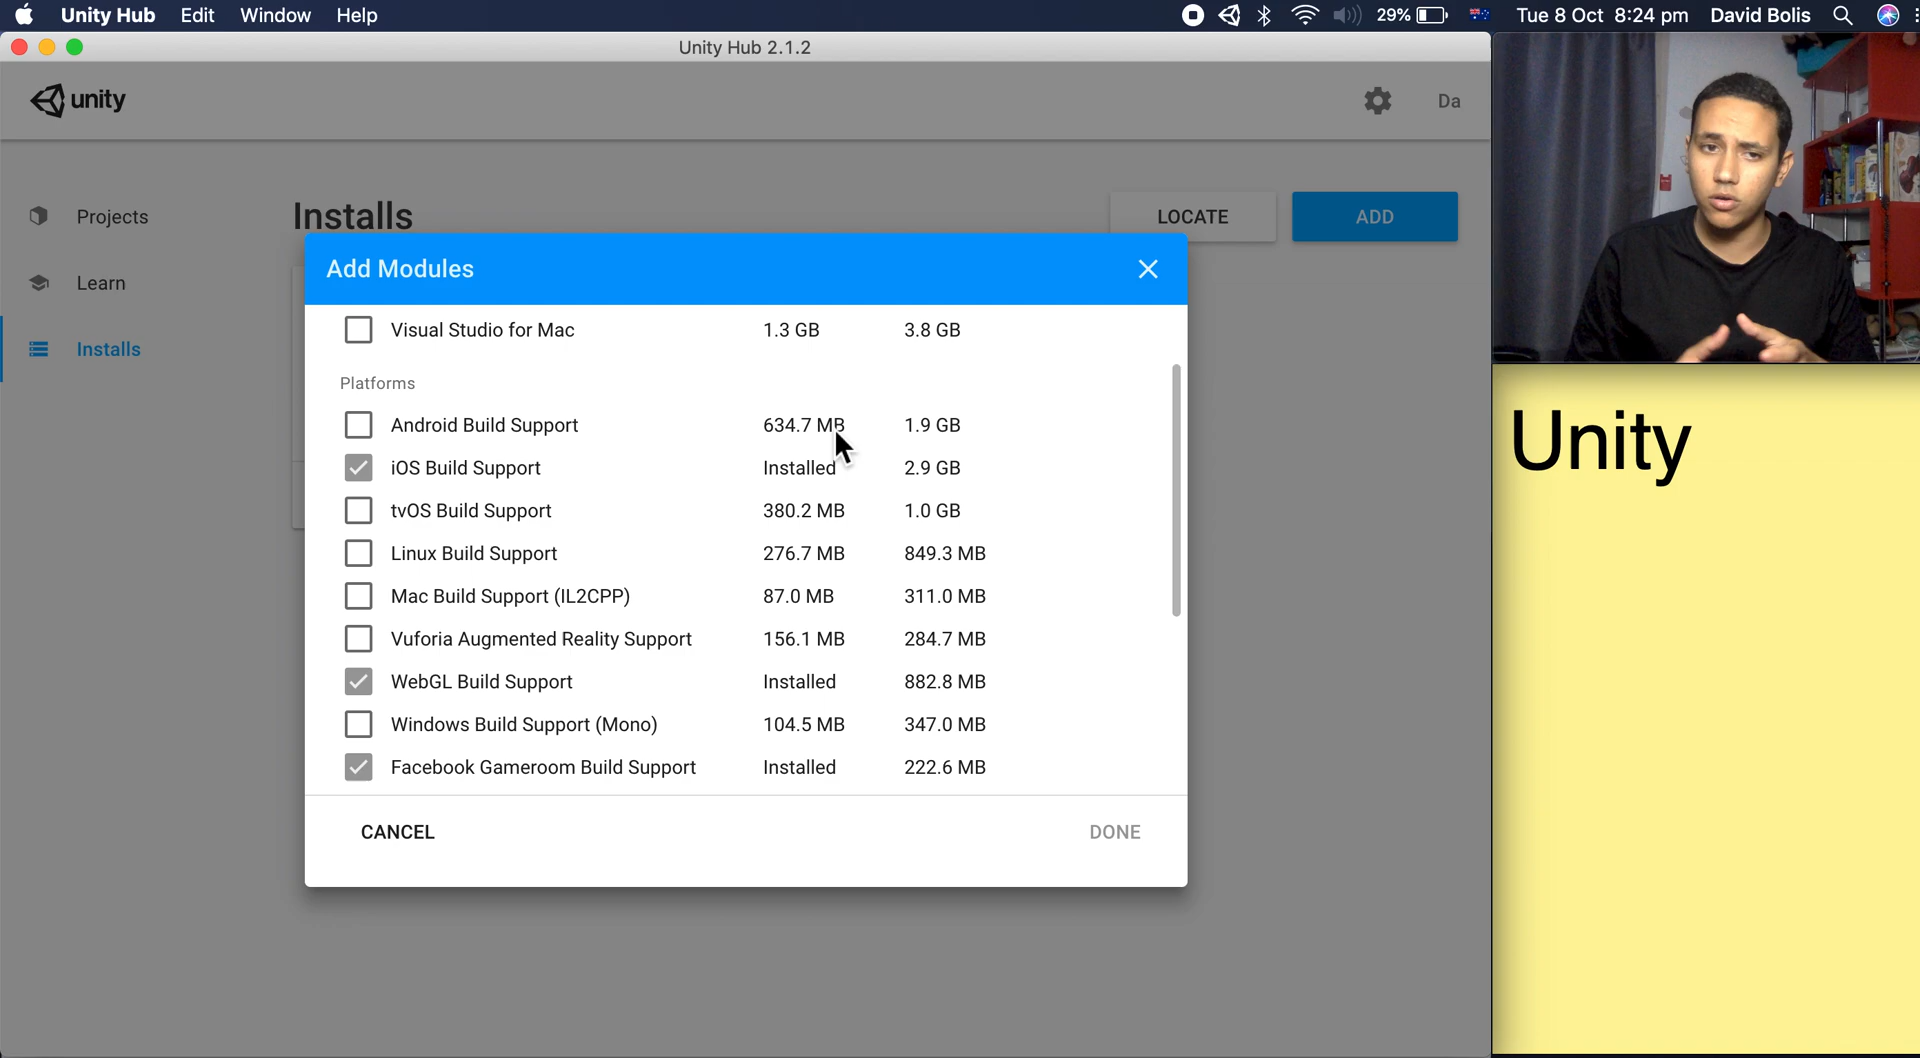 Unity Hub Edit Window Help 29% Tue 8 Oct 8:24 pm David Bolis
Unity Hub 2.1.2
unity Da
Projects
Learn
Installs
Installs
LOCATE ADD
Add Modules
Visual Studio for Mac 1.3 GB 3.8 GB
Platforms
Android Build Support 634.7 MB 1.9 GB
iOS Build Support Installed 2.9 GB
tvOS Build Support 380.2 MB 1.0 GB
Linux Build Support 276.7 MB 849.3 MB
Mac Build Support (IL2CPP) 87.0 MB 311.0 MB
Vuforia Augmented Reality Support 156.1 MB 284.7 MB
WebGL Build Support Installed 882.8 MB
Windows Build Support (Mono) 104.5 MB 347.0 MB
Facebook Gameroom Build Support Installed 222.6 MB
CANCEL DONE
Unity